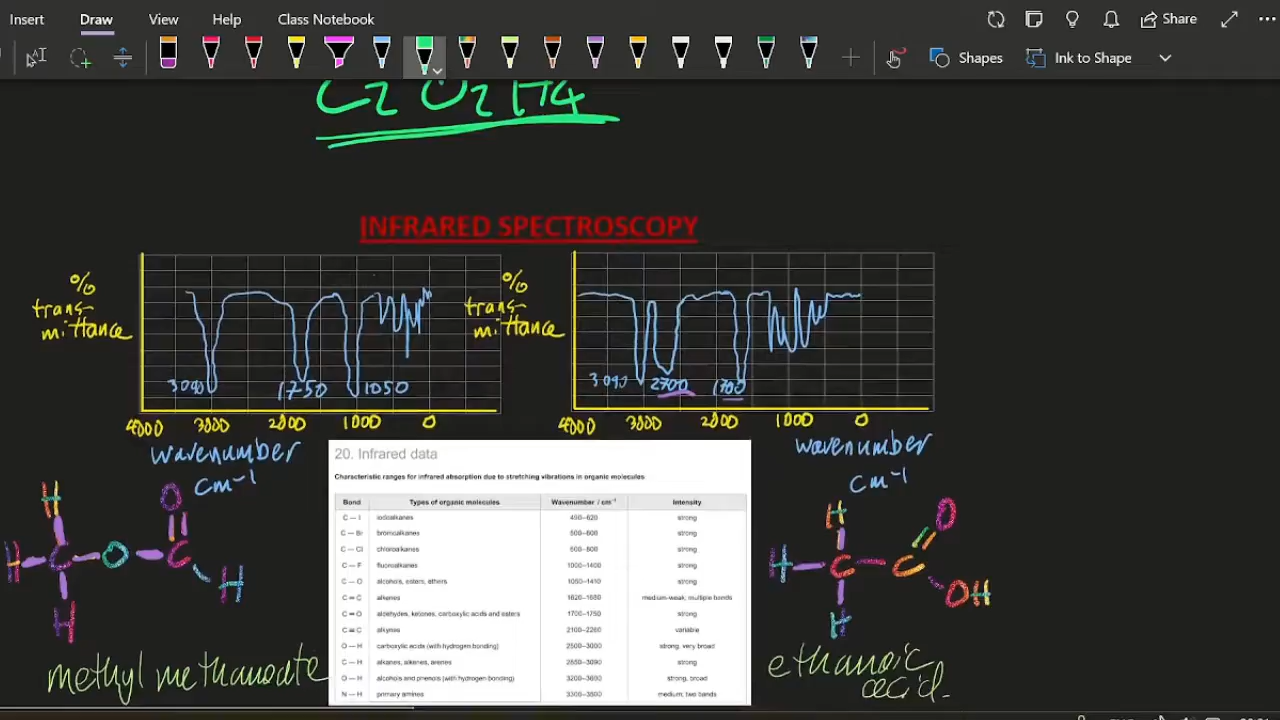 Insert Draw View Help Class Notebook Share
Shapes Ink to Shape
C2 O2 H4
INFRARED SPECTROSCOPY
% trans- mittance
3090 1750 1050
4000 3000 2000 1000 0
wavenumber
cm-1
% trans- mittance
3090 2700 1700
4000 3000 2000 1000 0
wavenumber
cm-1
20. Infrared data
Characteristic ranges for infrared absorption due to stretching vibrations in organic molecules
Bond Types of organic molecules Wavenumber / cm⁻¹ Intensity
C — I iodoalkanes 490–620 strong
C — Br bromoalkanes 500–600 strong
C — Cl chloroalkanes 600–800 strong
C — F fluoroalkanes 1000–1400 strong
C — O alcohols, esters, ethers 1050–1410 strong
C = C alkenes 1620–1680 medium-weak; multiple bands
C = O aldehydes, ketones, carboxylic acids and esters 1700–1750 strong
C ≡ C alkynes 2100–2260 variable
O — H carboxylic acids (with hydrogen bonding) 2500–3000 strong, very broad
C — H alkanes, alkenes, arenes 2850–3090 strong
O — H alcohols and phenols (with hydrogen bonding) 3200–3600 strong, broad
N — H primary amines 3300–3500 medium; two bands
H O
H C O C
H H
methylmethanoate
H O
H C C
H OH
ethanoic
acid.